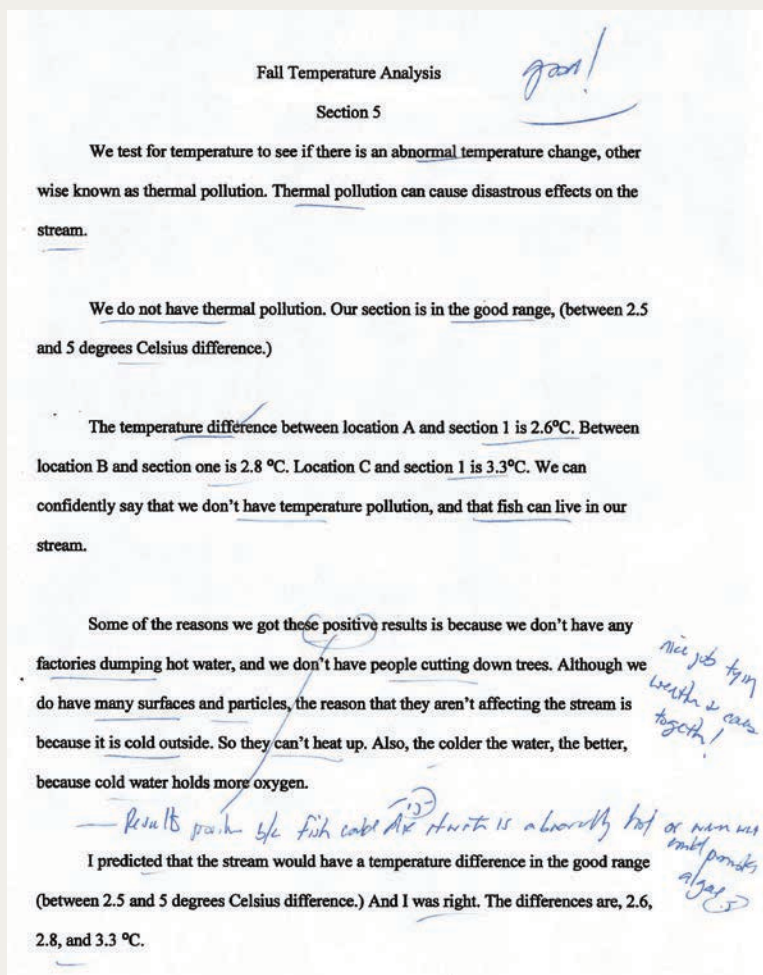 good!
Fall Temperature Analysis
Section 5
We test for temperature to see if there is an abnormal temperature change, other
wise known as thermal pollution. Thermal pollution can cause disastrous effects on the
stream.
We do not have thermal pollution. Our section is in the good range, (between 2.5
and 5 degrees Celsius difference.)
The temperature difference between location A and section 1 is 2.6ºC. Between
location B and section one is 2.8 ºC. Location C and section 1 is 3.3ºC. We can
confidently say that we don't have temperature pollution, and that fish can live in our
stream.
Some of the reasons we got these positive results is because we don't have any
factories dumping hot water, and we don't have people cutting down trees. Although we
do have many surfaces and particles, the reason that they aren't affecting the stream is
because it is cold outside. So they can't heat up. Also, the colder the water, the better,
because cold water holds more oxygen.
nice job
together!
Results b/c fish is hot or
algae
I predicted that the stream would have a temperature difference in the good range
(between 2.5 and 5 degrees Celsius difference.) And I was right. The differences are, 2.6,
2.8, and 3.3 ºC.